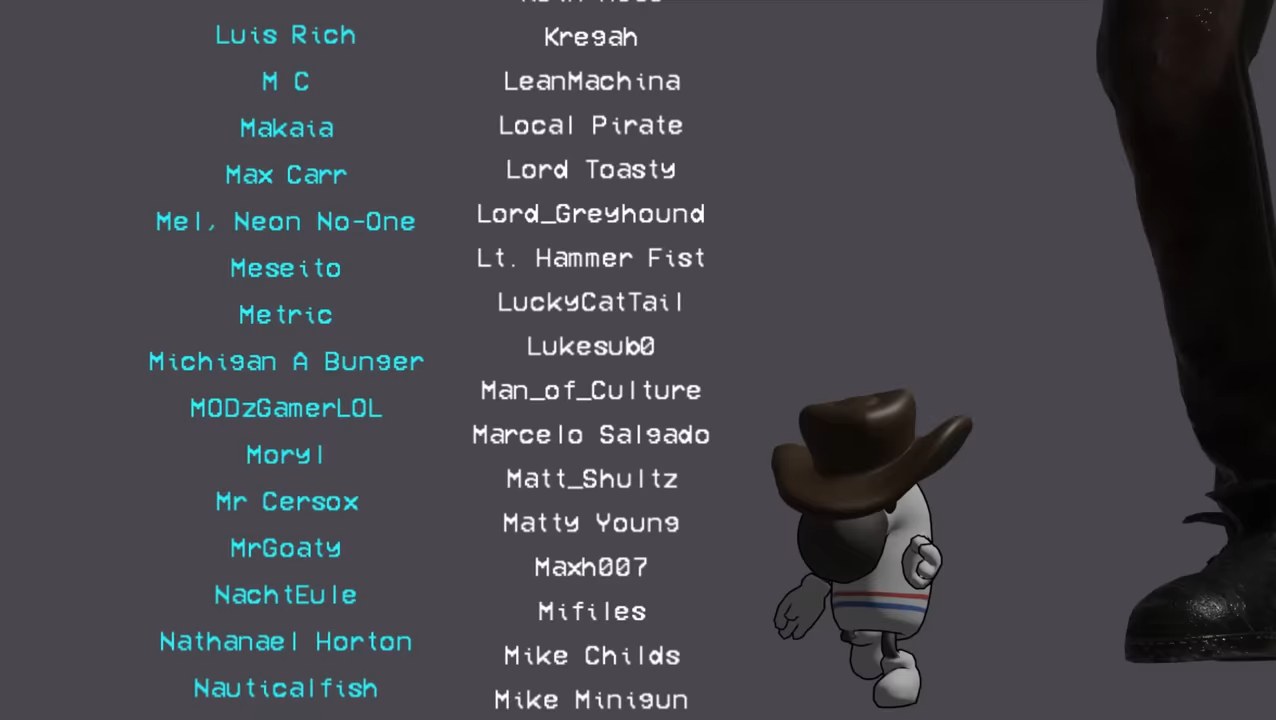 Luis Rich
M C
Makaia
Max Carr
Mel, Neon No-One
Meseito
Metric
Michigan A Bunger
MODzGamerLOL
Moryl
Mr Cersox
MrGoaty
NachtEule
Nathanael Horton
Nauticalfish
Kregah
LeanMachina
Local Pirate
Lord Toasty
Lord_Greyhound
Lt. Hammer Fist
LuckyCatTail
Lukesub0
Man_of_Culture
Marcelo Salgado
Matt_Shultz
Matty Young
Maxh007
Mifiles
Mike Childs
Mike Minigun